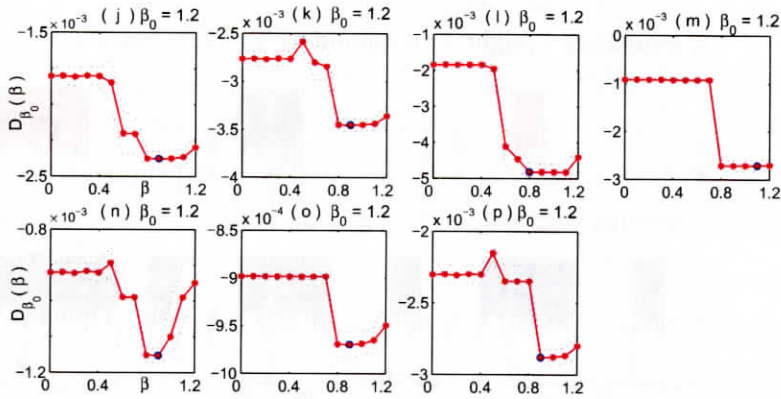 × 10⁻³ ( j ) β₀ = 1.2
−1.5
−2.5
0 0.4 0.8 1.2
β
D_β₀(β)
× 10⁻³ ( k ) β₀ = 1.2
−2.5
−3
−3.5
−4
0 0.4 0.8 1.2
× 10⁻³ ( l ) β₀ = 1.2
−1
−2
−3
−4
−5
0 0.4 0.8 1.2
× 10⁻³ ( m ) β₀ = 1.2
0
−1
−2
−3
0 0.4 0.8 1.2
× 10⁻³ ( n ) β₀ = 1.2
−0.8
−1.2
0 0.4 0.8 1.2
β
D_β₀(β)
× 10⁻⁴ ( o ) β₀ = 1.2
−8.5
−9
−9.5
−10
0 0.4 0.8 1.2
× 10⁻³ ( p ) β₀ = 1.2
−2
−2.5
−3
0 0.4 0.8 1.2